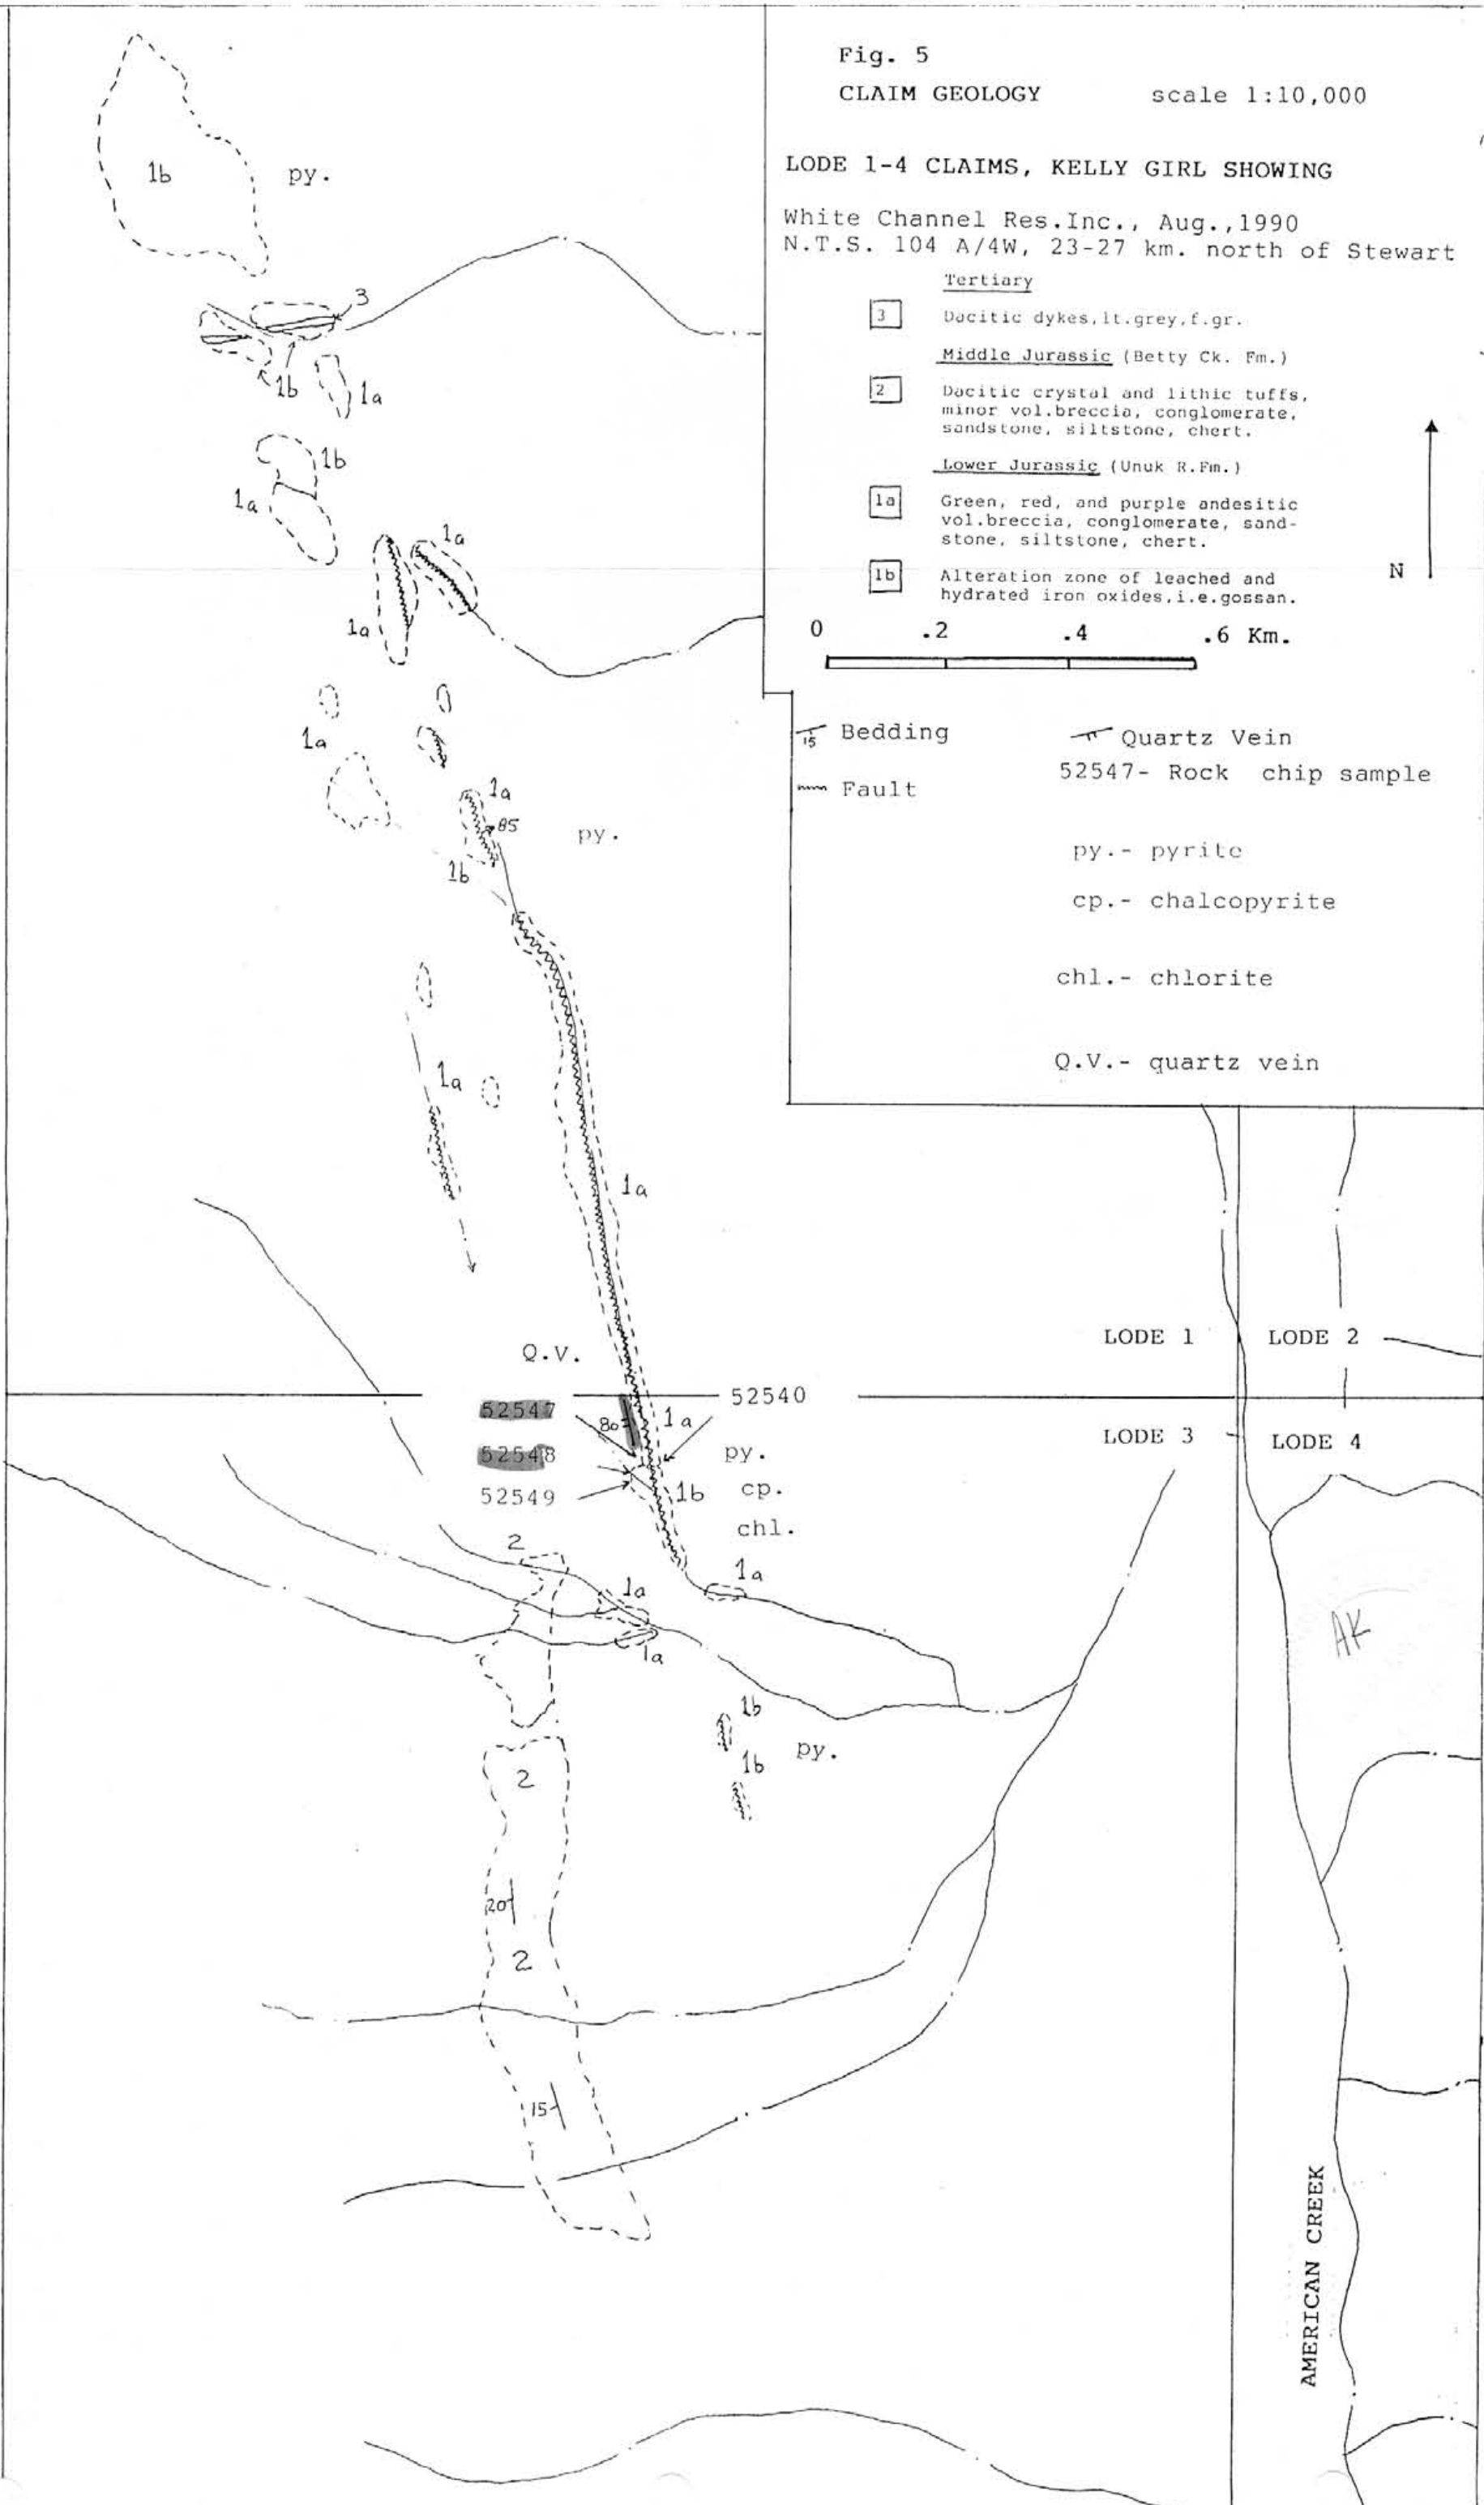 Fig. 5
CLAIM GEOLOGY scale 1:10,000
LODE 1-4 CLAIMS, KELLY GIRL SHOWING
White Channel Res.Inc., Aug.,1990
N.T.S. 104 A/4W, 23-27 km. north of Stewart
Tertiary
3 Dacitic dykes,lt.grey,f.gr.
Middle Jurassic (Betty Ck. Fm.)
2 Dacitic crystal and lithic tuffs,
minor vol.breccia, conglomerate,
sandstone, siltstone, chert.
Lower Jurassic (Unuk R.Fm.)
1a Green, red, and purple andesitic
vol.breccia, conglomerate, sand-
stone, siltstone, chert.
1b Alteration zone of leached and
hydrated iron oxides,i.e.gossan.
N
0 .2 .4 .6 Km.
15 Bedding
Quartz Vein
52547- Rock chip sample
Fault
py.- pyrite
cp.- chalcopyrite
chl.- chlorite
Q.V.- quartz vein
1b py.
3
1b 1a
1b
1a
1a
1a
1a
1a
85
py.
1b
1a
1a
LODE 1 LODE 2
Q.V.
52540
52547 80 1a
LODE 3 LODE 4
52548 py.
52549 1b cp.
chl.
2
1a 1a
1a
AK
1b
1b py.
2
20
2
15
AMERICAN CREEK